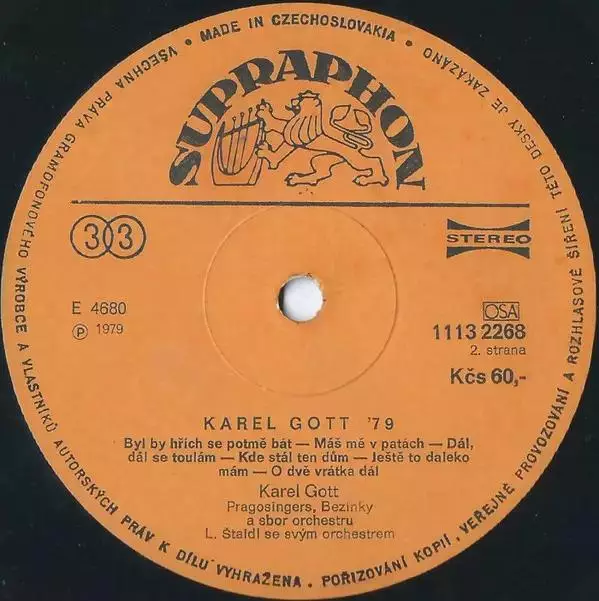 VŠECHNA PRÁVA GRAMOFONOVÉHO VÝROBCE A VLASTNÍKŮ AUTORSKÝCH PRÁV K DÍLU VYHRAŽENA • POŘIZOVÁNÍ KOPIÍ, VEŘEJNÉ PROVOZOVÁNÍ A ROZHLASOVÉ ŠÍŘENÍ TÉTO DESKY JE ZAKÁZÁNO • MADE IN CZECHOSLOVAKIA •
SUPRAPHON
33
STEREO
E 4680
℗ 1979
OSA
1113 2268
2. strana
Kčs 60,-
KAREL GOTT '79
Byl by hřích se potmě bát — Máš mě v patách — Dál,
dál se toulám — Kde stál ten dům — Ještě to daleko
mám — O dvě vrátka dál
Karel Gott
Pragosingers, Bezinky
a sbor orchestru
L. Štaidl se svým orchestrem